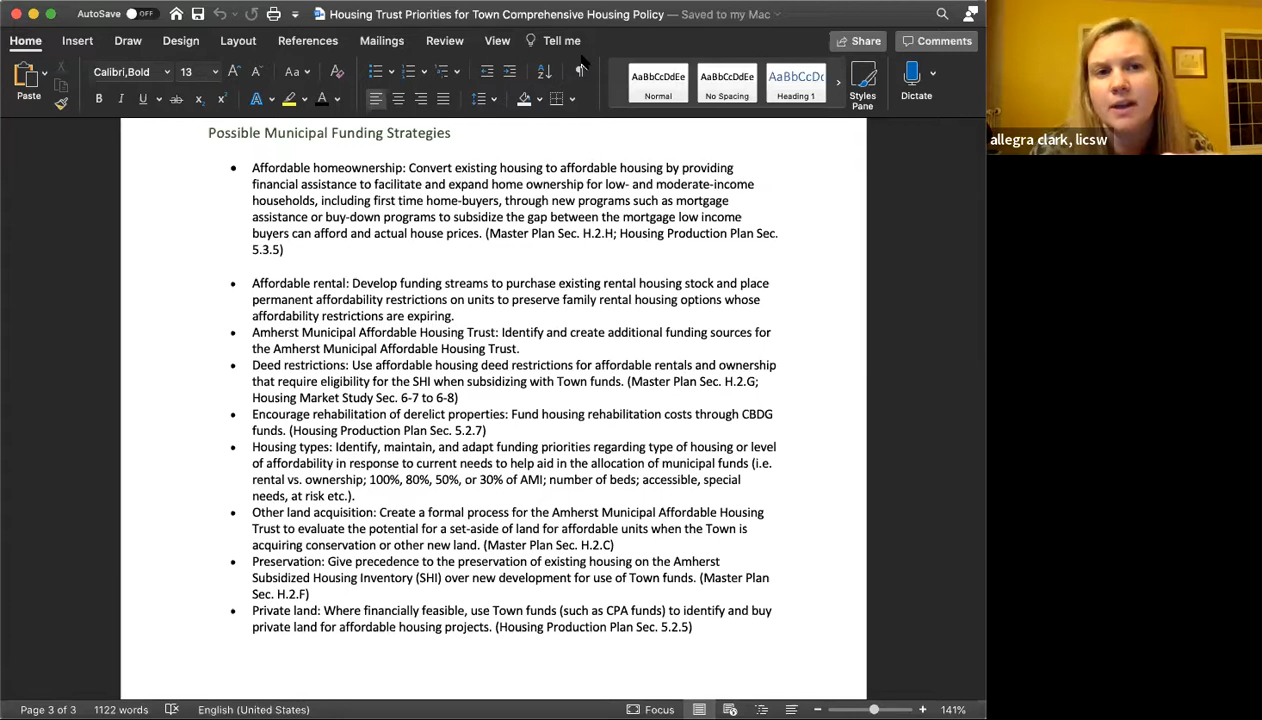 AutoSave OFF Housing Trust Priorities for Town Comprehensive Housing Policy — Saved to my Mac
Home Insert Draw Design Layout References Mailings Review View Tell me Share Comments
Paste Calibri,Bold 13 A A Aa A AaBbCcDdEe Normal AaBbCcDdEe No Spacing AaBbCcDc Heading 1 Styles Pane Dictate
B I U ab x2 x2 A A
allegra clark, licsw
Possible Municipal Funding Strategies
• Affordable homeownership: Convert existing housing to affordable housing by providing
financial assistance to facilitate and expand home ownership for low- and moderate-income
households, including first time home-buyers, through new programs such as mortgage
assistance or buy-down programs to subsidize the gap between the mortgage low income
buyers can afford and actual house prices. (Master Plan Sec. H.2.H; Housing Production Plan Sec.
5.3.5)
• Affordable rental: Develop funding streams to purchase existing rental housing stock and place
permanent affordability restrictions on units to preserve family rental housing options whose
affordability restrictions are expiring.
• Amherst Municipal Affordable Housing Trust: Identify and create additional funding sources for
the Amherst Municipal Affordable Housing Trust.
• Deed restrictions: Use affordable housing deed restrictions for affordable rentals and ownership
that require eligibility for the SHI when subsidizing with Town funds. (Master Plan Sec. H.2.G;
Housing Market Study Sec. 6-7 to 6-8)
• Encourage rehabilitation of derelict properties: Fund housing rehabilitation costs through CBDG
funds. (Housing Production Plan Sec. 5.2.7)
• Housing types: Identify, maintain, and adapt funding priorities regarding type of housing or level
of affordability in response to current needs to help aid in the allocation of municipal funds (i.e.
rental vs. ownership; 100%, 80%, 50%, or 30% of AMI; number of beds; accessible, special
needs, at risk etc.).
• Other land acquisition: Create a formal process for the Amherst Municipal Affordable Housing
Trust to evaluate the potential for a set-aside of land for affordable units when the Town is
acquiring conservation or other new land. (Master Plan Sec. H.2.C)
• Preservation: Give precedence to the preservation of existing housing on the Amherst
Subsidized Housing Inventory (SHI) over new development for use of Town funds. (Master Plan
Sec. H.2.F)
• Private land: Where financially feasible, use Town funds (such as CPA funds) to identify and buy
private land for affordable housing projects. (Housing Production Plan Sec. 5.2.5)
Page 3 of 3 1122 words English (United States) Focus 141%